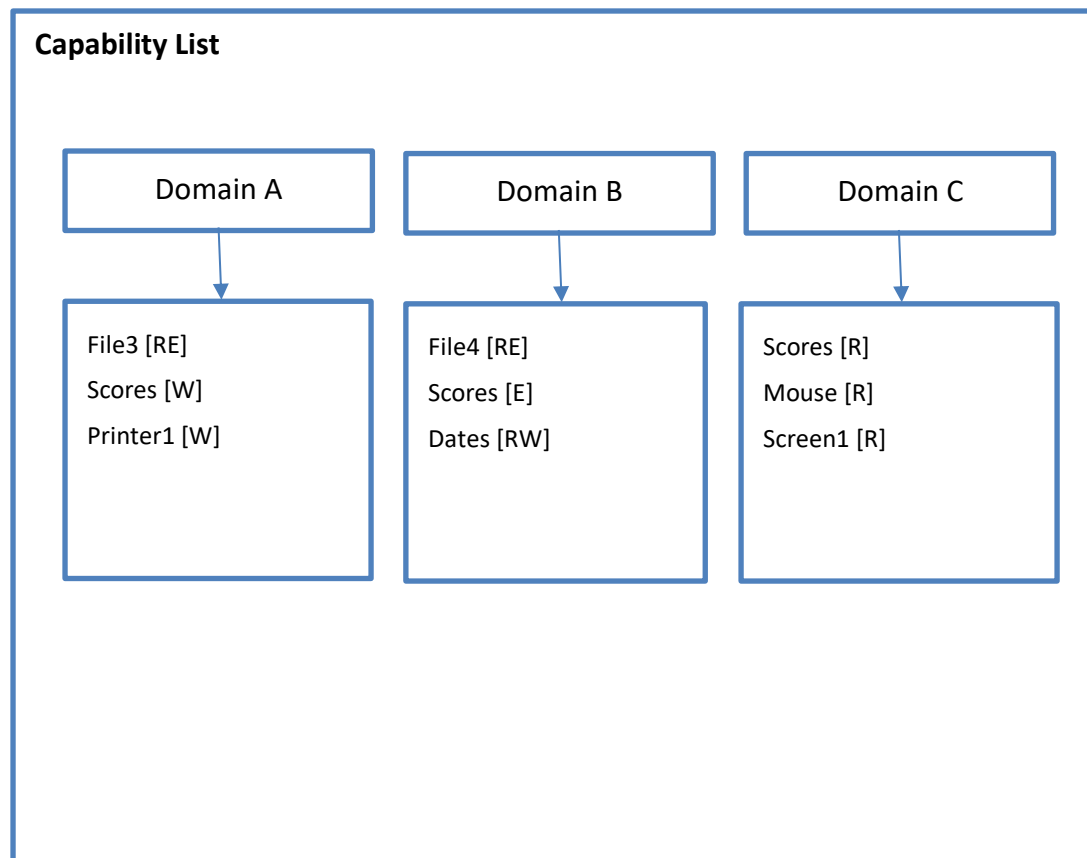 Capability List
Domain A
Domain B
Domain C
File3 [RE]
Scores [W]
Printer1 [W]
File4 [RE]
Scores [E]
Dates [RW]
Scores [R]
Mouse [R]
Screen1 [R]